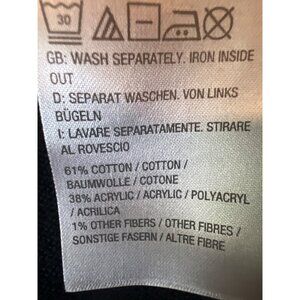 30
GB: WASH SEPARATELY. IRON INSIDE
OUT
D: SEPARAT WASCHEN. VON LINKS
BÜGELN
I: LAVARE SEPARATAMENTE. STIRARE
AL ROVESCIO
61% COTTON / COTTON /
BAUMWOLLE / COTONE
38% ACRYLIC / ACRYLIC / POLYACRYL
/ ACRILICA
1% OTHER FIBERS / OTHER FIBRES /
SONSTIGE FASERN / ALTRE FIBRE